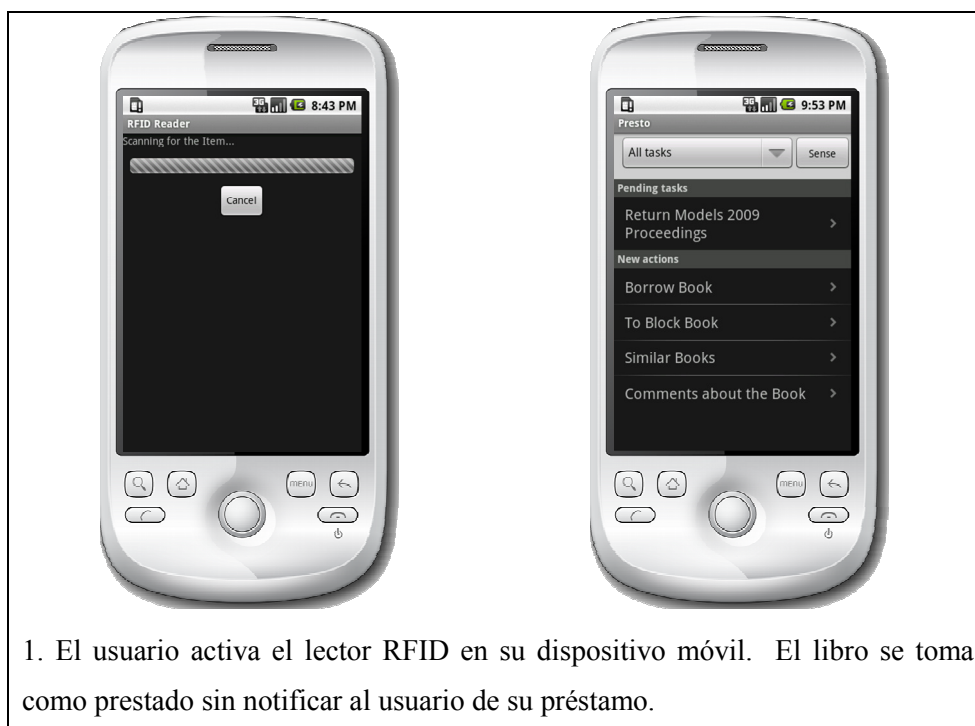 8:43 PM
RFID Reader
Scanning for the Item...
Cancel
MENU
9:53 PM
Presto
All tasks
Sense
Pending tasks
Return Models 2009
Proceedings
New actions
Borrow Book
To Block Book
Similar Books
Comments about the Book
MENU
1. El usuario activa el lector RFID en su dispositivo móvil. El libro se toma
como prestado sin notificar al usuario de su préstamo.